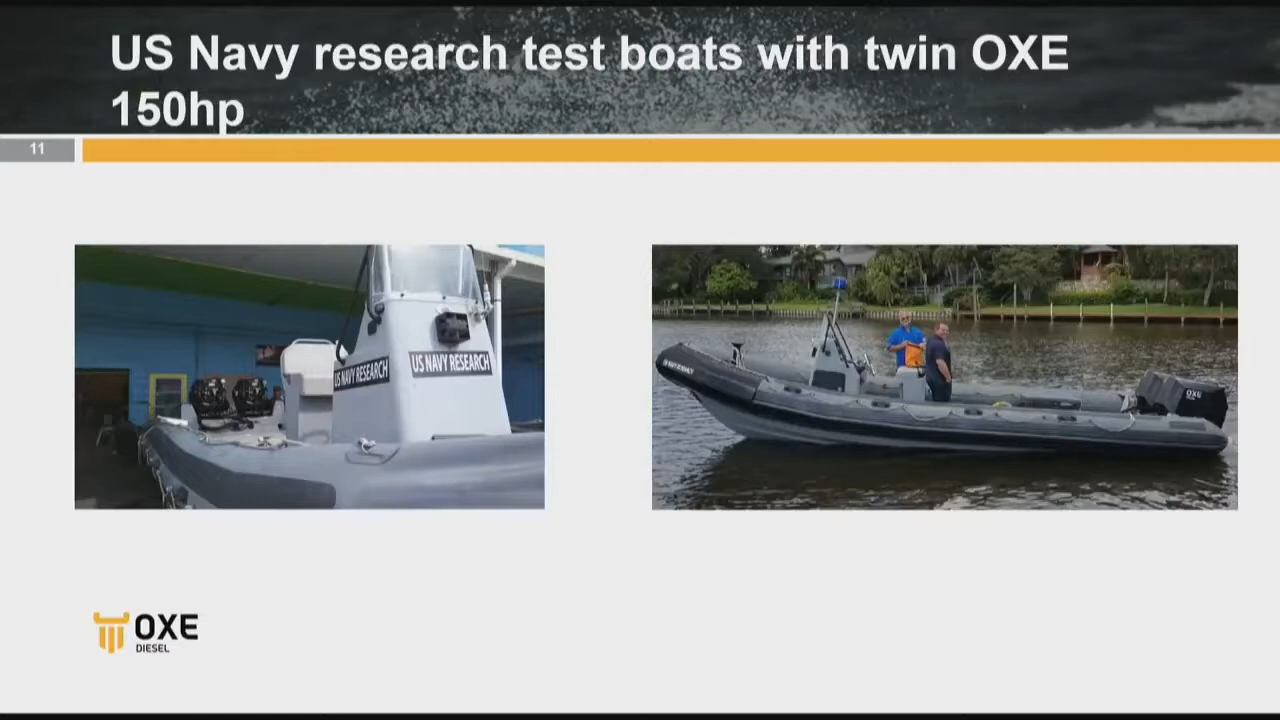 US Navy research test boats with twin OXE
150hp
11
US NAVY RESEARCH
US NAVY RESEARCH
OXE
OXE
DIESEL